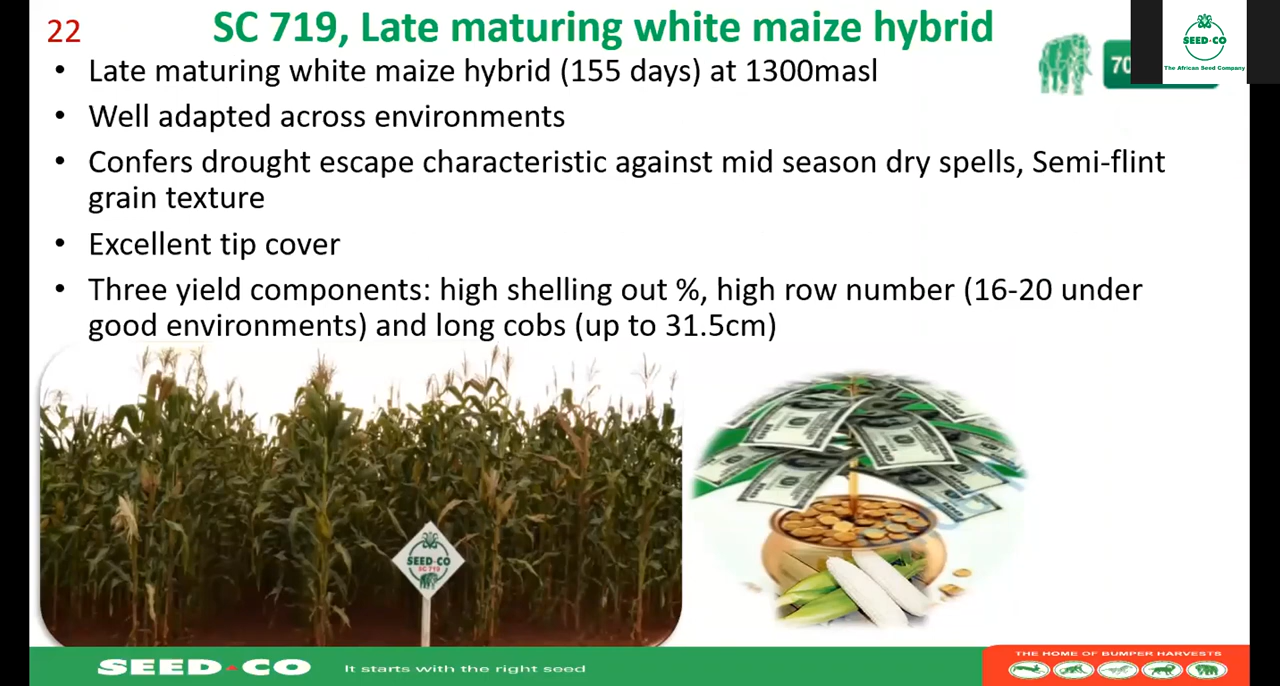 22
SC 719, Late maturing white maize hybrid
SEED·CO
The African Seed Company
70
• Late maturing white maize hybrid (155 days) at 1300masl
• Well adapted across environments
• Confers drought escape characteristic against mid season dry spells, Semi-flint
grain texture
• Excellent tip cover
• Three yield components: high shelling out %, high row number (16-20 under
good environments) and long cobs (up to 31.5cm)
SEED·CO
SC 719
SEED·CO
It starts with the right seed
THE HOME OF BUMPER HARVESTS